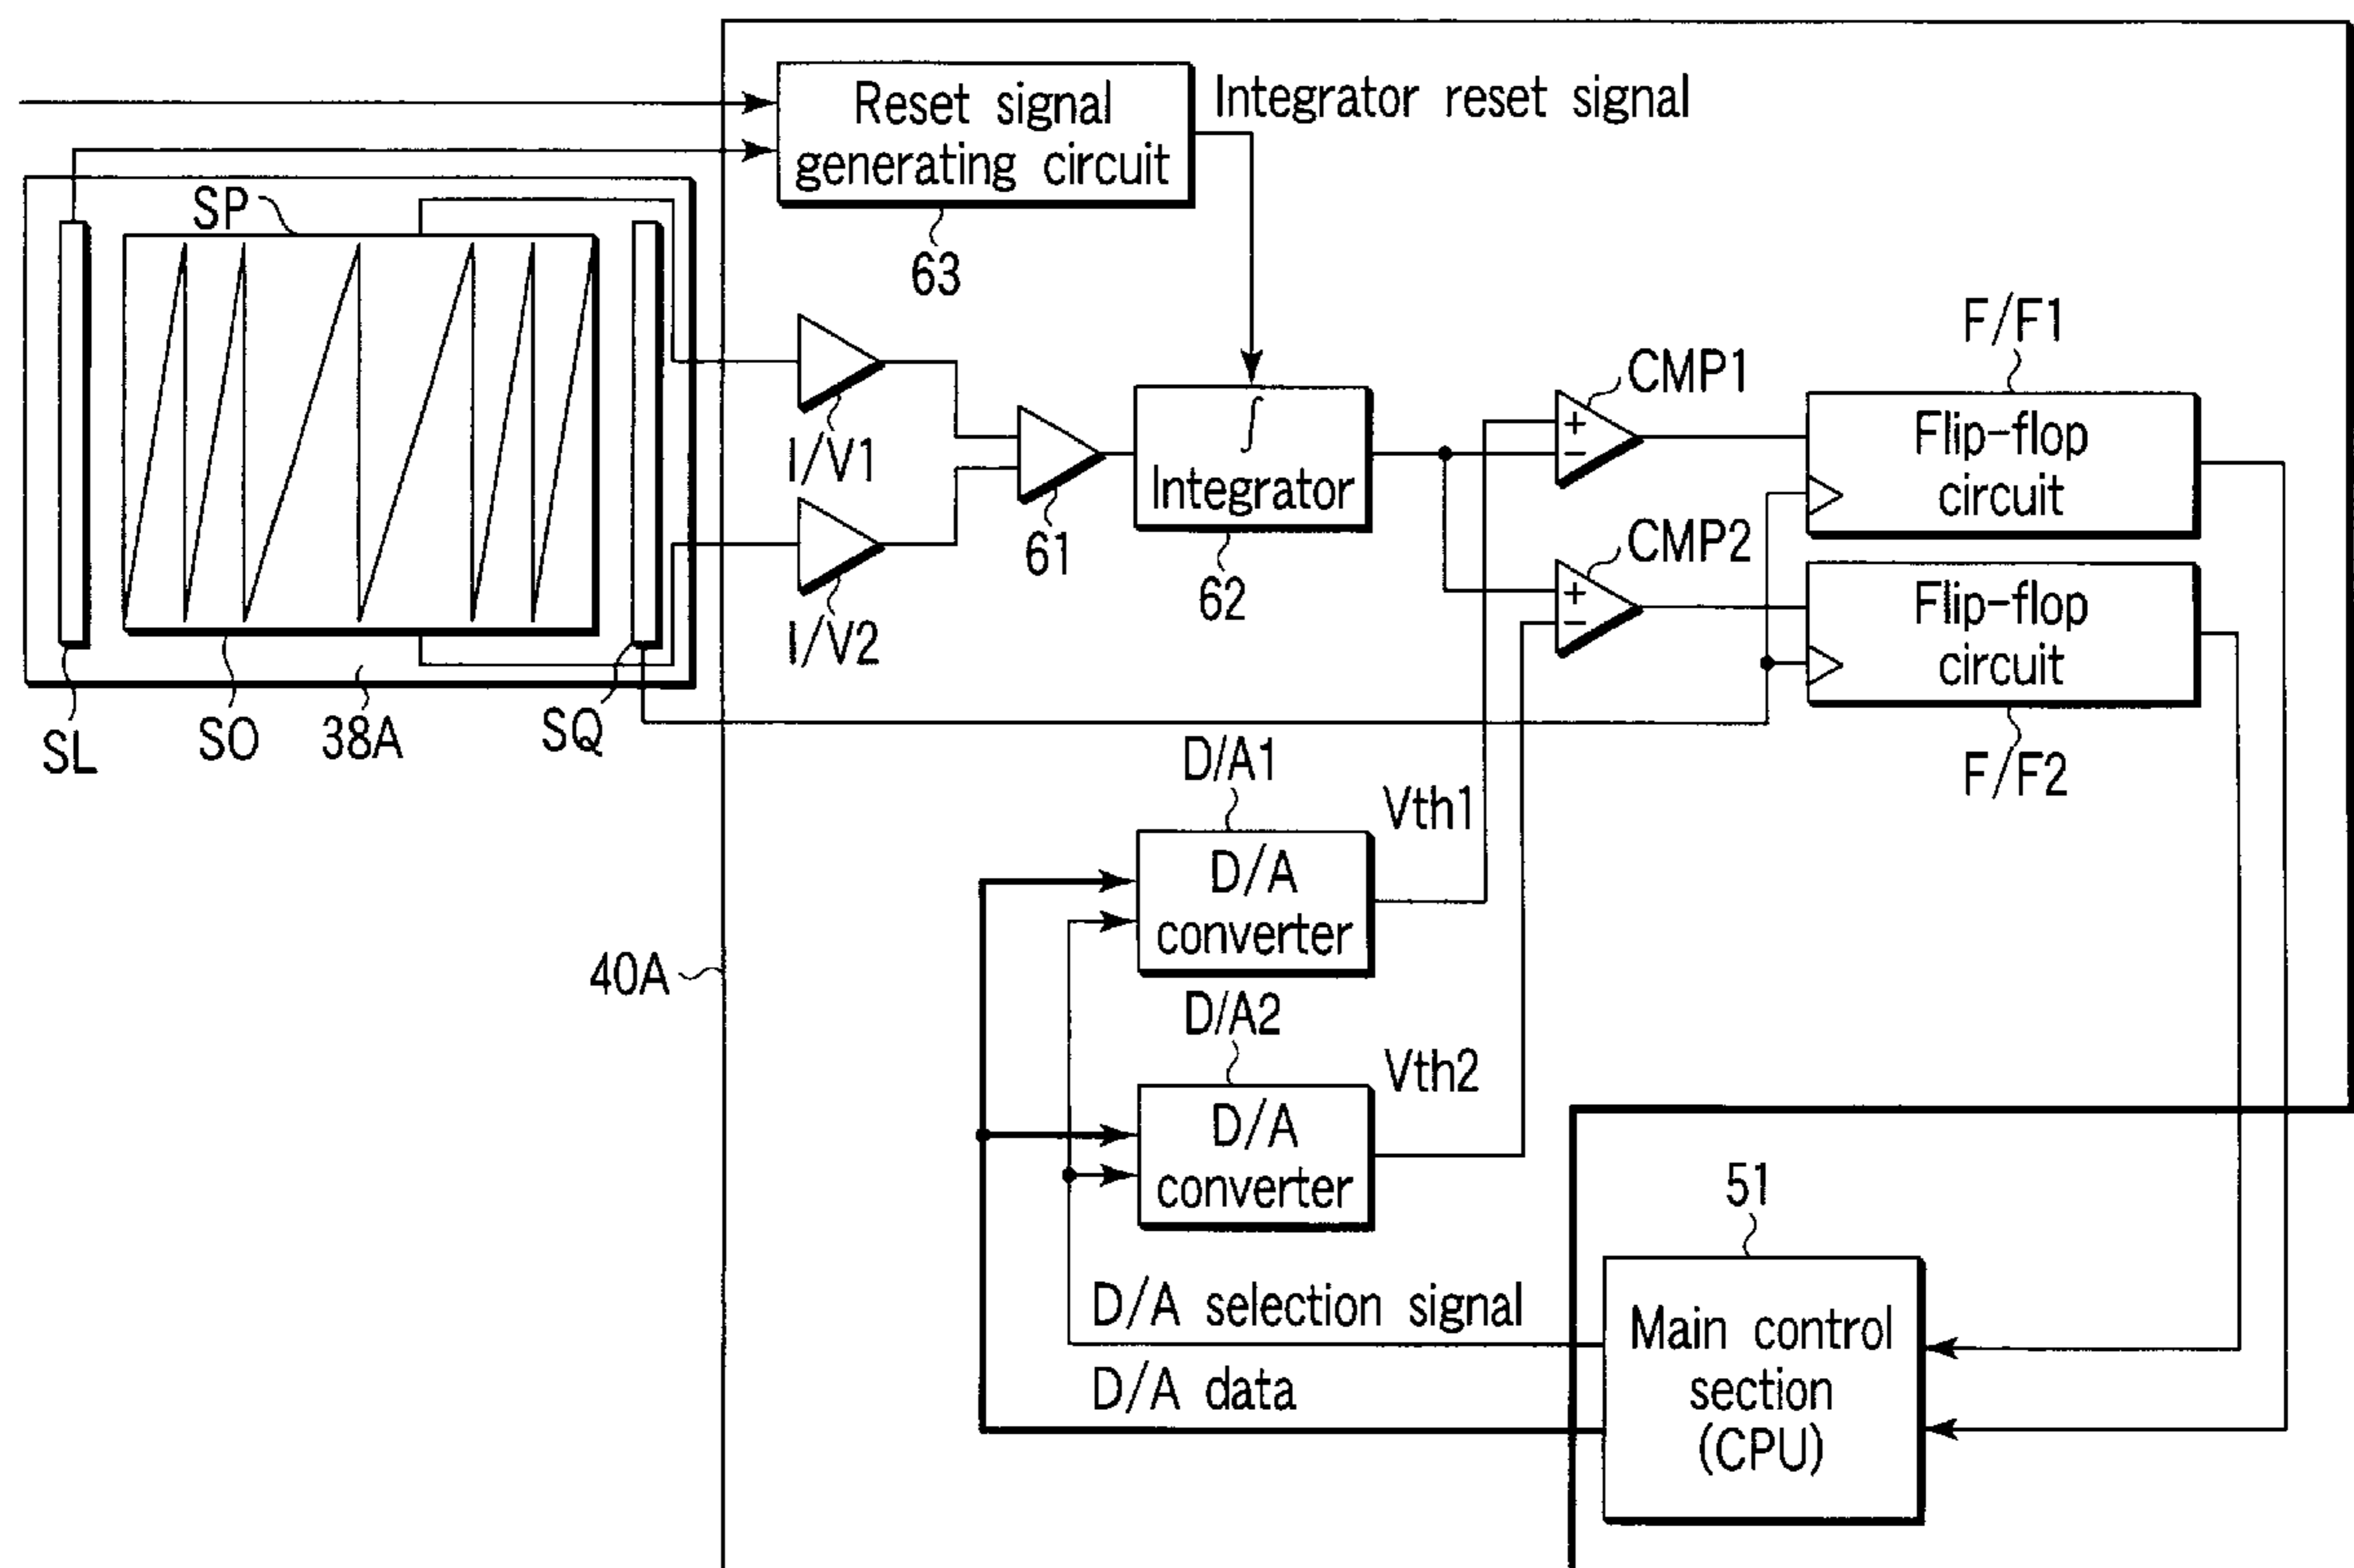 Reset signal
generating circuit
Integrator reset signal
63
SP
I/V1
I/V2
61
∫
Integrator
62
CMP1
+
−
CMP2
+
−
F/F1
Flip-flop
circuit
Flip-flop
circuit
F/F2
SL
SO
38A
SQ
D/A1
Vth1
D/A
converter
40A
D/A2
Vth2
D/A
converter
D/A selection signal
D/A data
51
Main control
section
(CPU)